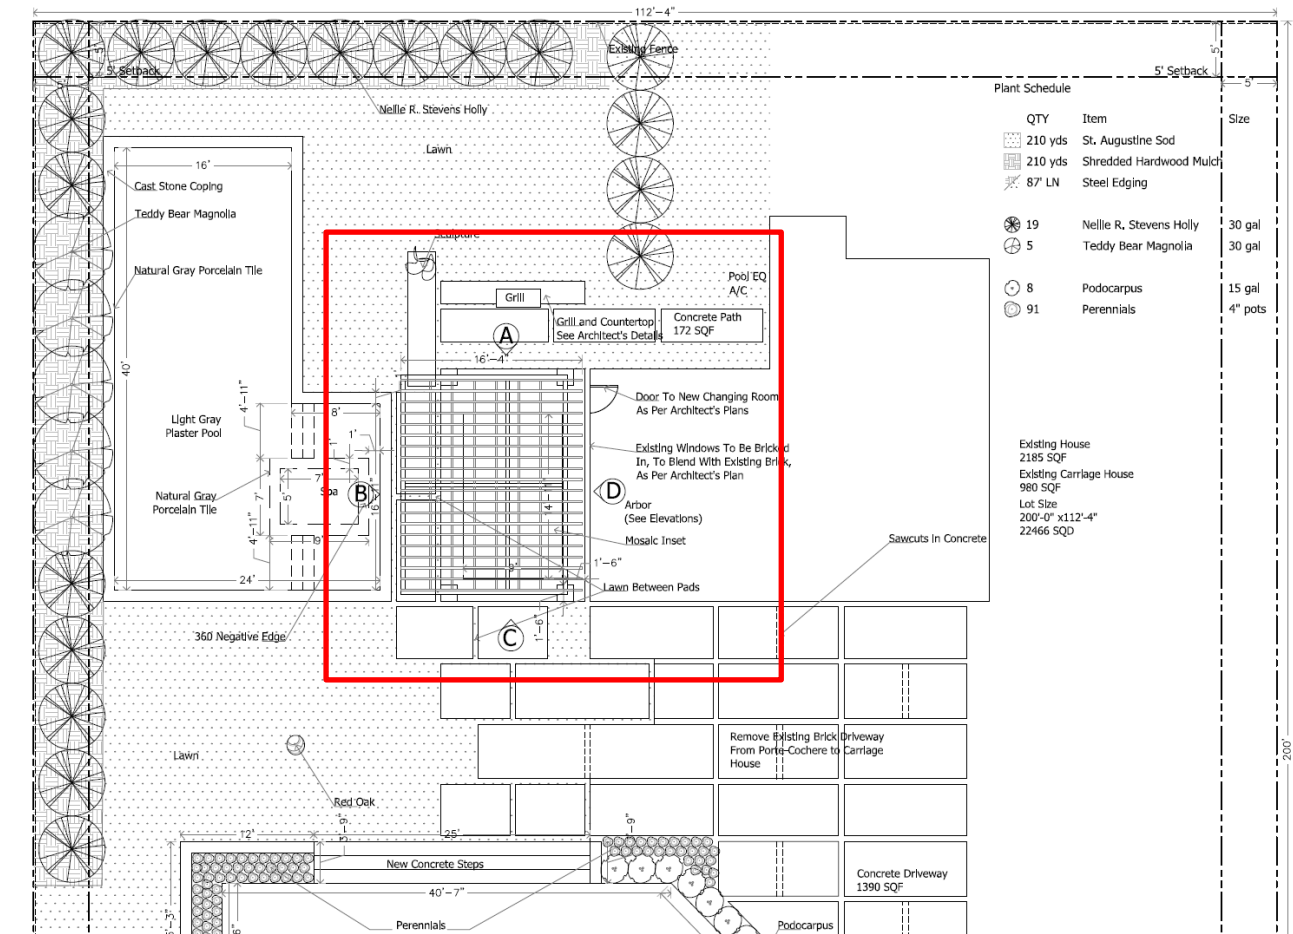 112'-4"
Existing Fence
5'
5' Setback
5' Setback
5'
5'
5'
Plant Schedule
QTY Item Size
210 yds St. Augustine Sod
210 yds Shredded Hardwood Mulch
87' LN Steel Edging
19 Nellie R. Stevens Holly 30 gal
5 Teddy Bear Magnolia 30 gal
8 Podocarpus 15 gal
91 Perennials 4" pots
Nellie R. Stevens Holly
Lawn
16'
Cast Stone Coping
Teddy Bear Magnolia
Natural Gray Porcelain Tile
Sculpture
Pool EQ
A/C
Grill
Grill and Countertop
See Architect's Details
Concrete Path
172 SQF
A
16'-4"
40'
4'-11"
8'
Light Gray
Plaster Pool
1'
1'
Door To New Changing Room
As Per Architect's Plans
Existing Windows To Be Bricked
In, To Blend With Existing Brick,
As Per Architect's Plan
Existing House
2185 SQF
Existing Carriage House
980 SQF
Lot Size
200'-0" x112'-4"
22466 SQD
7'
Spa
B
D
Natural Gray
Porcelain Tile
7'
5'
14'-11"
Arbor
(See Elevations)
4'-11"
9'
Mosaic Inset
Sawcuts In Concrete
1'-6"
24'
Lawn Between Pads
360 Negative Edge
C
1'-6"
Lawn
Remove Existing Brick Driveway
From Porte-Cochere to Carriage
House
200'
Red Oak
12'
25'
New Concrete Steps
40'-7"
Concrete Driveway
1390 SQF
Perennials
Podocarpus